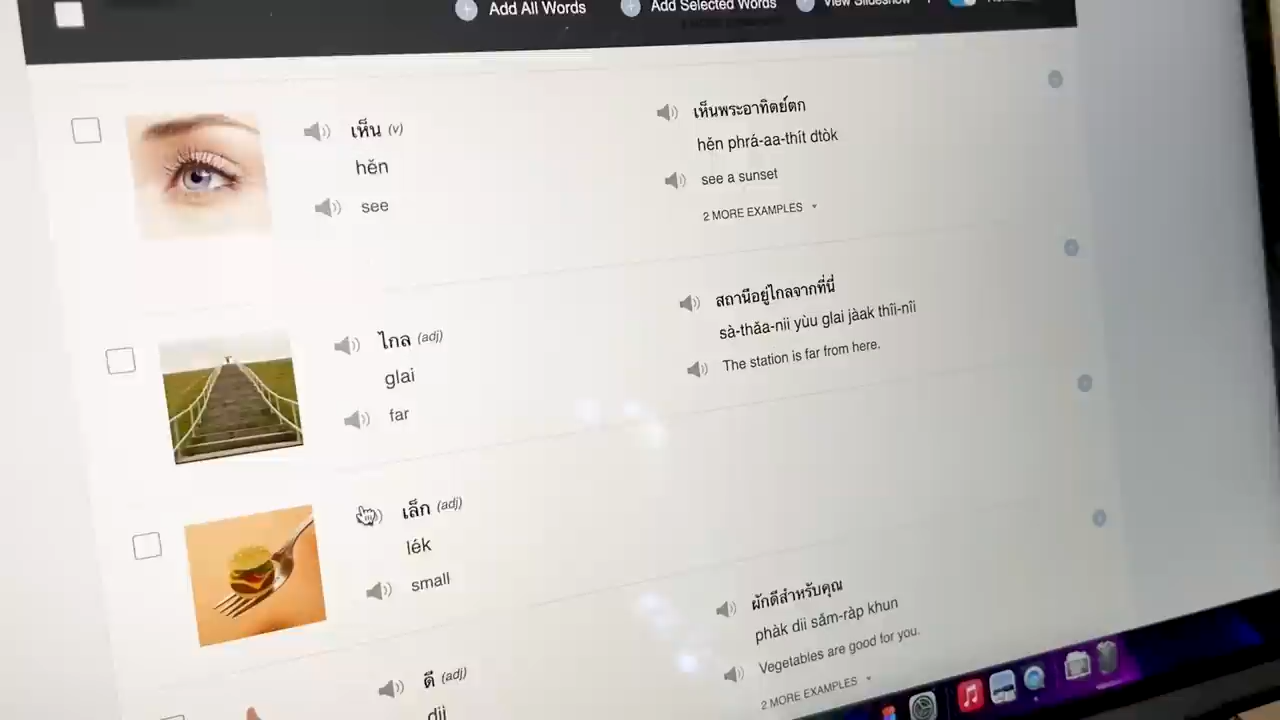 Add All Words
Add Selected Words
View Slideshow
เห็น (v)
hĕn
see
เห็นพระอาทิตย์ตก
hĕn phrá-aa-thít dtòk
see a sunset
2 MORE EXAMPLES
ไกล (adj)
glai
far
สถานีอยู่ไกลจากที่นี่
sà-thăa-nii yùu glai jàak thîi-nîi
The station is far from here.
เล็ก (adj)
lék
small
ดี (adj)
dii
ผักดีสำหรับคุณ
phàk dii săm-ràp khun
Vegetables are good for you.
2 MORE EXAMPLES